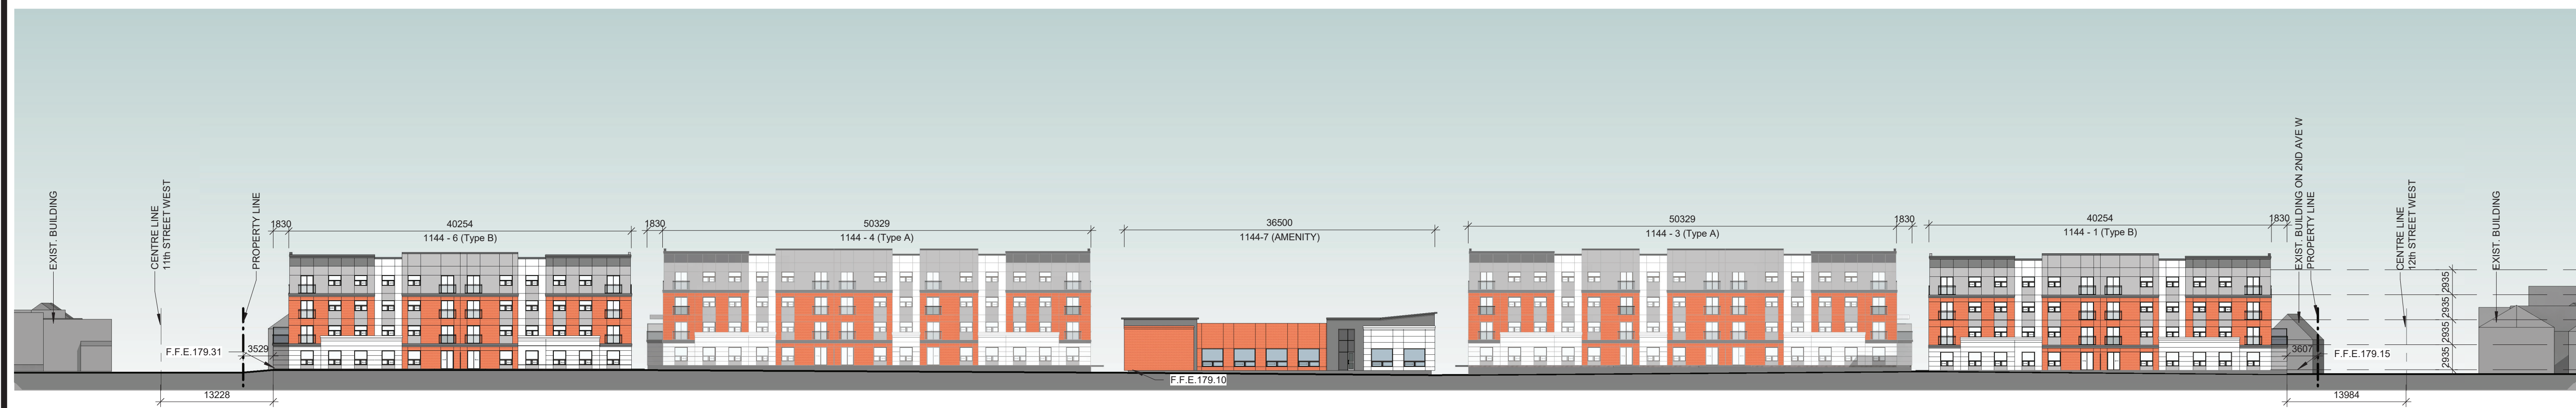 EXIST. BUILDING
CENTRE LINE
11th STREET WEST
PROPERTY LINE
1830
40254
1144 - 6 (Type B)
1830
50329
1144 - 4 (Type A)
36500
1144-7 (AMENITY)
50329
1144 - 3 (Type A)
1830
40254
1144 - 1 (Type B)
1830
EXIST. BUILDING ON 2ND AVE W
PROPERTY LINE
CENTRE LINE
12th STREET WEST
EXIST. BUILDING
2935
2935
2935
2935
F.F.E.179.31
3529
F.F.E.179.10
3607
F.F.E.179.15
13228
13984